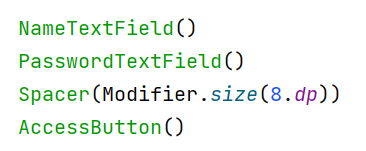 NameTextField()
PasswordTextField()
Spacer(Modifier.size(8.dp))
AccessButton()